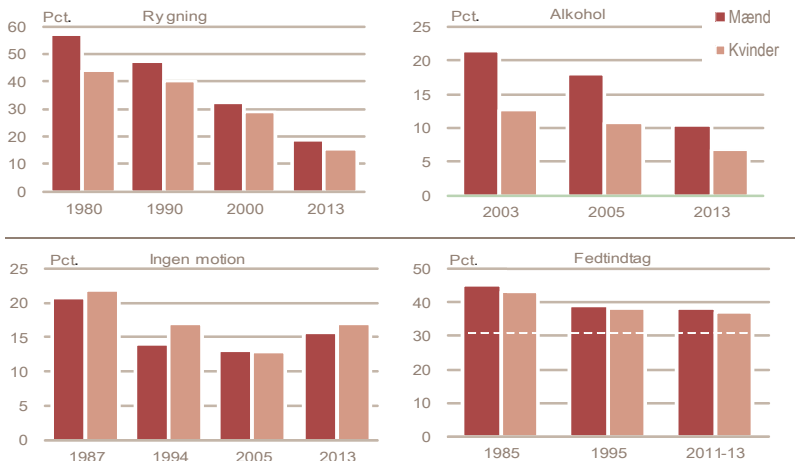 Pct. Rygning
60
50
40
30
20
10
0
1980 1990 2000 2013
Pct. Alkohol
Mænd
Kvinder
25
20
15
10
5
0
2003 2005 2013
Pct. Ingen motion
25
20
15
10
5
0
1987 1994 2005 2013
Pct. Fedtindtag
50
40
30
20
10
0
1985 1995 2011-13